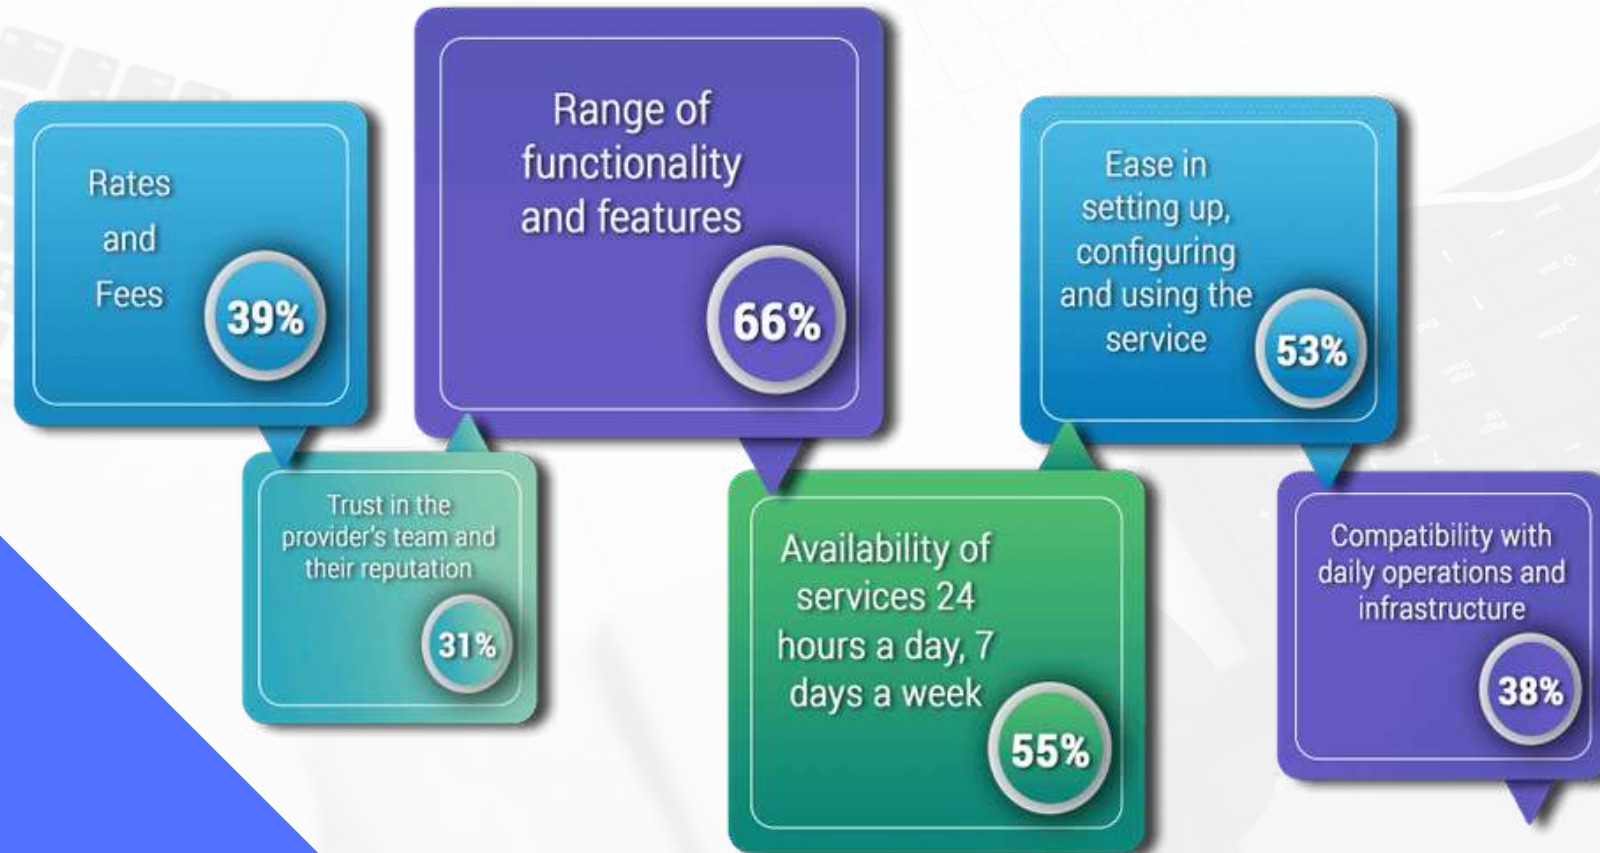 Rates
and
Fees
39%
Trust in the
provider's team and
their reputation
31%
Range of
functionality
and features
66%
Availability of
services 24
hours a day, 7
days a week
55%
Ease in
setting up,
configuring
and using the
service
53%
Compatibility with
daily operations and
infrastructure
38%